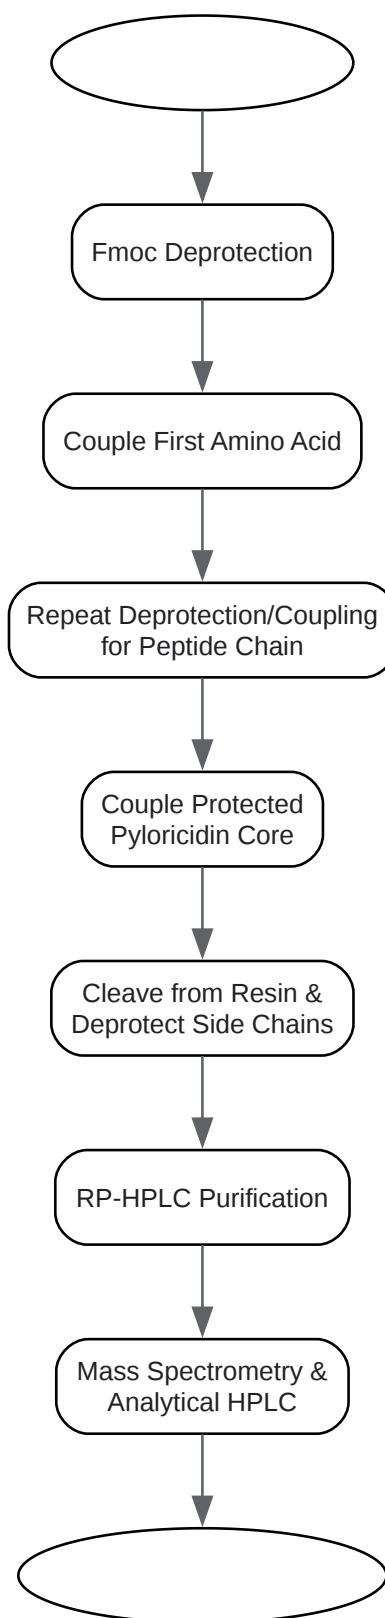 Fmoc Deprotection
Couple First Amino Acid
Repeat Deprotection/Coupling
for Peptide Chain
Couple Protected
Pyloricidin Core
Cleave from Resin &
Deprotect Side Chains
RP-HPLC Purification
Mass Spectrometry &
Analytical HPLC